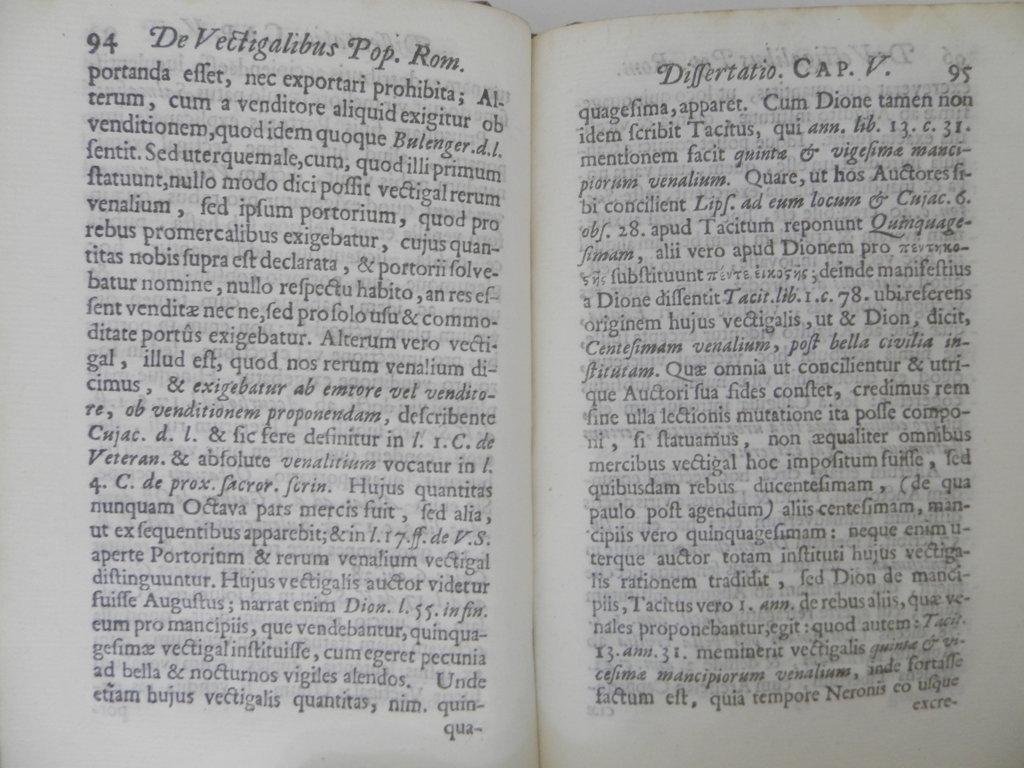 94 De Vectigalibus Pop. Rom.
portanda esſet, nec exportari prohibita; Al-
terum, cum a venditore aliquid exigitur ob
venditionem, quod idem quoque Bulenger. d. l.
ſentit. Sed uterque male, cum, quod illi primum
ſtatuunt, nullo modo dici poſſit vectigal rerum
venalium, ſed ipſum portorium, quod pro
rebus promercalibus exigebatur, cujus quan-
titas nobis ſupra eſt declarata, & portorii ſolve-
batur nomine, nullo reſpectu habito, an res eſ-
ſent venditæ nec ne, ſed pro ſolo uſu & commo-
ditate portûs exigebatur. Alterum vero vecti-
gal, illud eſt, quod nos rerum venalium di-
cimus, & exigebatur ab emtore vel vendito-
re, ob venditionem proponendam, deſcribente
Cujac. d. l. & ſic fere definitur in l. 1. C. de
Veteran. & abſolute venalitium vocatur in l.
4. C. de prox. ſacror. ſcrin. Hujus quantitas
nunquam Octava pars mercis fuit, ſed alia,
ut ex ſequentibus apparebit; & in l. 17. ff. de V. S.
aperte Portorium & rerum venalium vectigal
diſtinguuntur. Hujus vectigalis auctor videtur
fuiſſe Auguſtus; narrat enim Dion. l. 55. in fin.
eum pro mancipiis, que vendebantur, quinqua-
geſimæ vectigal inſtituiſſe, cum egeret pecunia
ad bella & nocturnos vigiles alendos. Unde
etiam hujus vectigalis quantitas, nim. quin-
qua-
Diſſertatio. CAP. V. 95
quageſima, apparet. Cum Dione tamen non
idem ſcribit Tacitus, qui ann. lib. 13. c. 31.
mentionem facit quintæ & vigeſimæ manci-
piorum venalium. Quare, ut hos Auctores ſi-
bi concilient Lipſ. ad eum locum & Cujac. 6.
obſ. 28. apud Tacitum reponunt Quinquage-
ſimam, alii vero apud Dionem pro πεντηκο-
ςῆς ſubſtituunt πέντε εἰκοςῆς; deinde manifeſtius
a Dione diſſentit Tacit. lib. 1. c. 78. ubi referens
originem hujus vectigalis, ut & Dion, dicit,
Centeſimam venalium, poſt bella civilia in-
ſtitutam. Quæ omnia ut concilientur & utri-
que Auctori ſua fides conſtet, credimus rem
ſine ulla lectionis mutatione ita poſſe compo-
ni, ſi ſtatuamus, non æqualiter omnibus
mercibus vectigal hoc impoſitum fuiſſe, ſed
quibusdam rebus ducenteſimam, (de qua
paulo poſt agendum) aliis centeſimam, man-
cipiis vero quinquageſimam: neque enim u-
terque auctor totam inſtituti hujus vectiga-
lis rationem tradidit, ſed Dion de manci-
piis, Tacitus vero 1. ann. de rebus aliis, quæ ve-
nales proponebantur, egit: quod autem: Tacit.
13. ann. 31. meminerit vectigalis quintæ & vi-
ceſimæ mancipiorum venalium, inde fortaſſe
factum eſt, quia tempore Neronis eo uſque
excre-